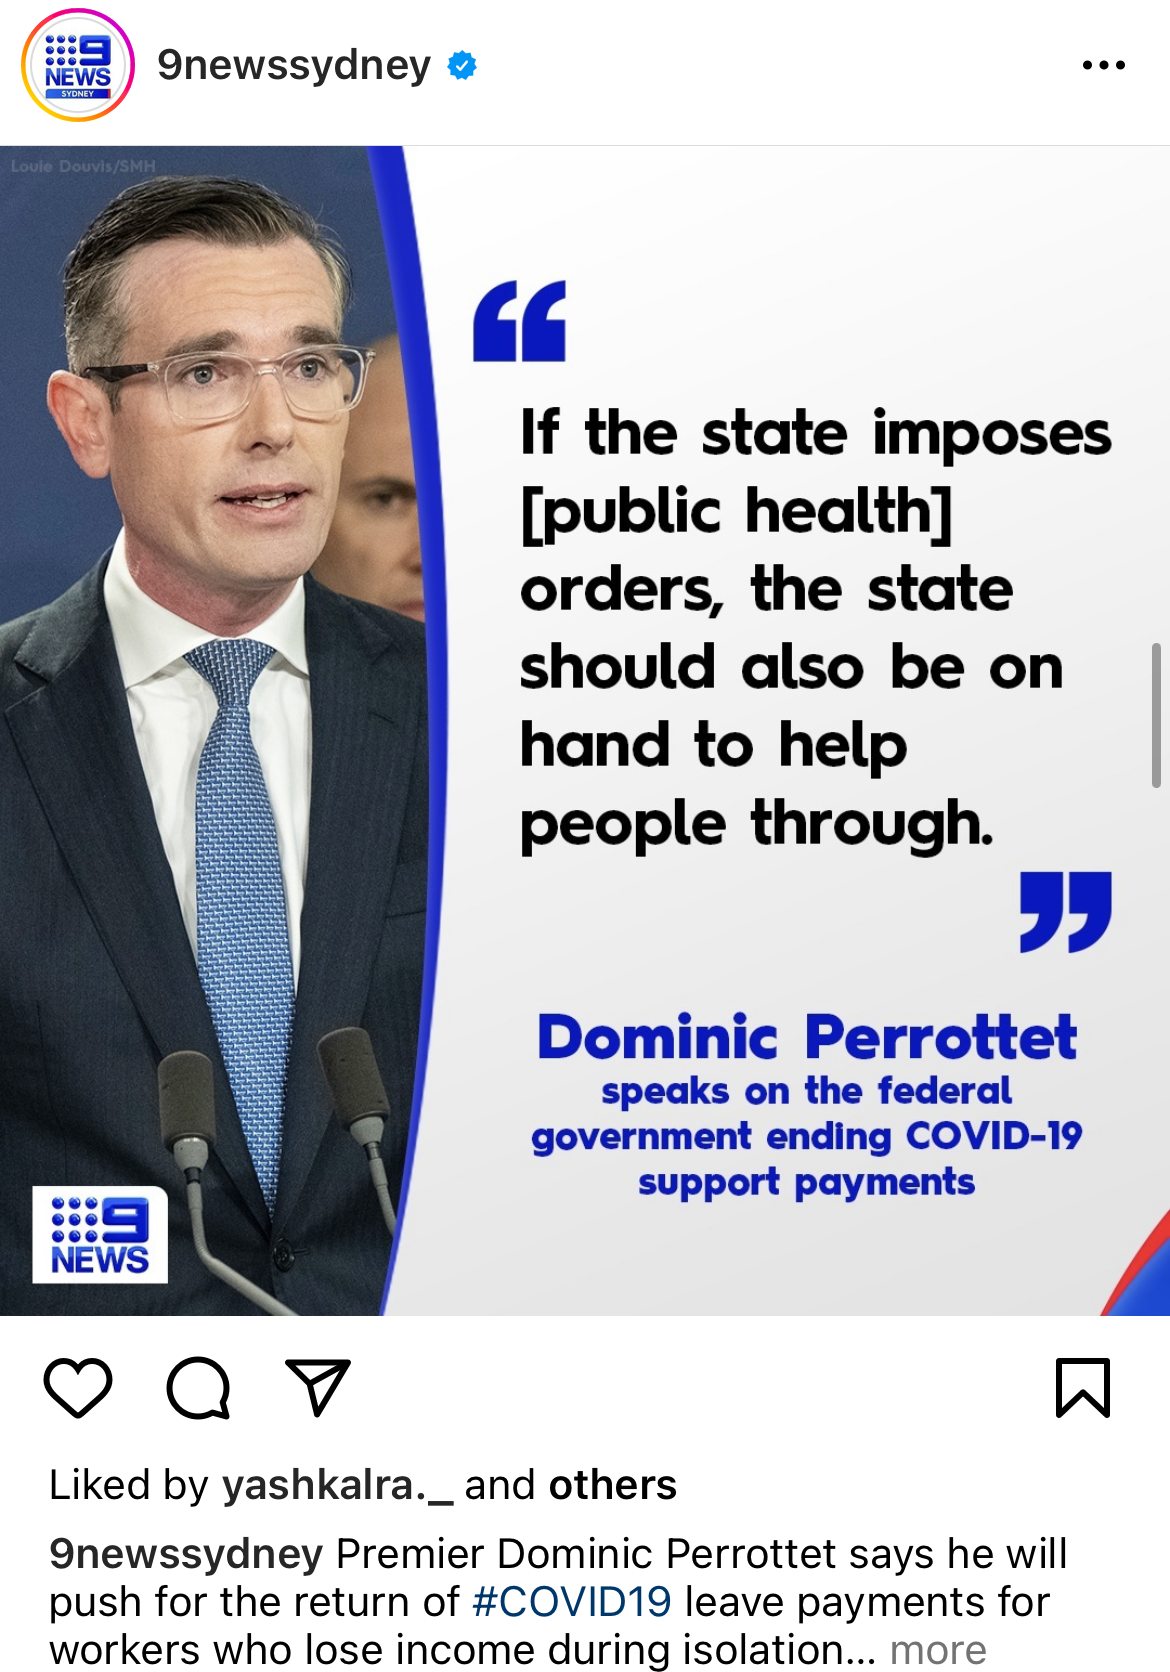 9 NEWS SYDNEY
9newssydney
Louie Douvis/SMH
“
If the state imposes
[public health]
orders, the state
should also be on
hand to help
people through.
”
Dominic Perrottet
speaks on the federal
government ending COVID-19
support payments
9
NEWS
Liked by yashkalra._ and others
9newssydney Premier Dominic Perrottet says he will
push for the return of #COVID19 leave payments for
workers who lose income during isolation... more